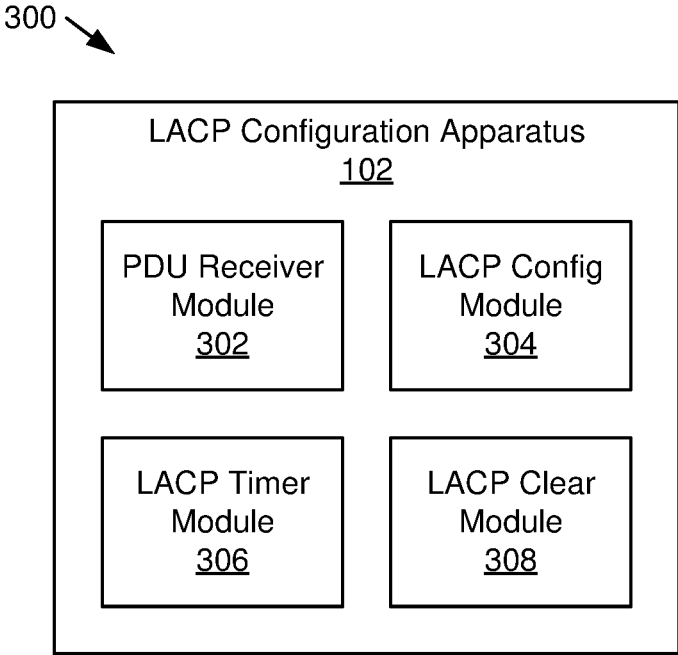 300
LACP Configuration Apparatus
102
PDU Receiver
Module
302
LACP Config
Module
304
LACP Timer
Module
306
LACP Clear
Module
308